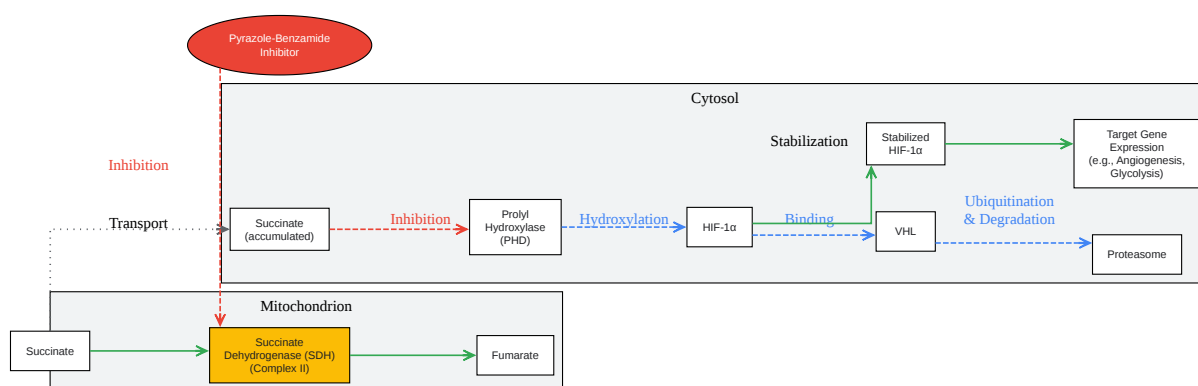 Pyrazole-Benzamide
Inhibitor
Cytosol
Stabilization
Stabilized
HIF-1α
Target Gene
Expression
(e.g., Angiogenesis,
Glycolysis)
Inhibition
Transport
Succinate
(accumulated)
Inhibition
Prolyl
Hydroxylase
(PHD)
Hydroxylation
HIF-1α
Binding
VHL
Ubiquitination
& Degradation
Proteasome
Mitochondrion
Succinate
Succinate
Dehydrogenase (SDH)
(Complex II)
Fumarate